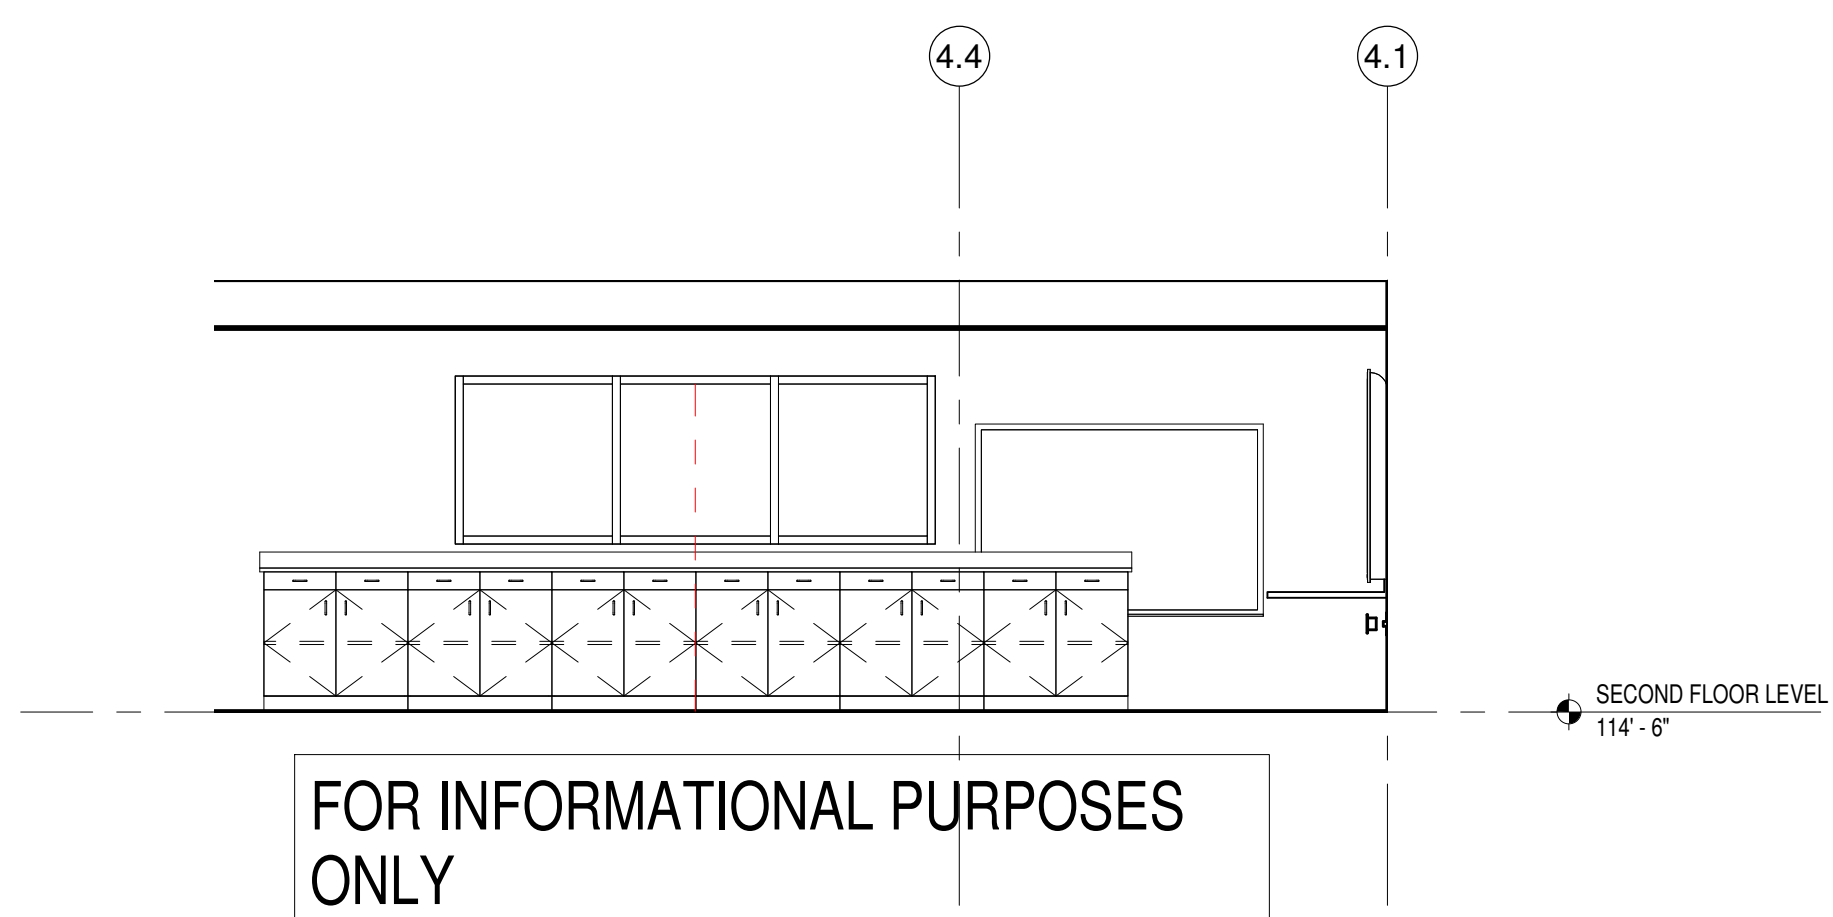 4.4
4.1
SECOND FLOOR LEVEL
114' - 6"
FOR INFORMATIONAL PURPOSES
ONLY